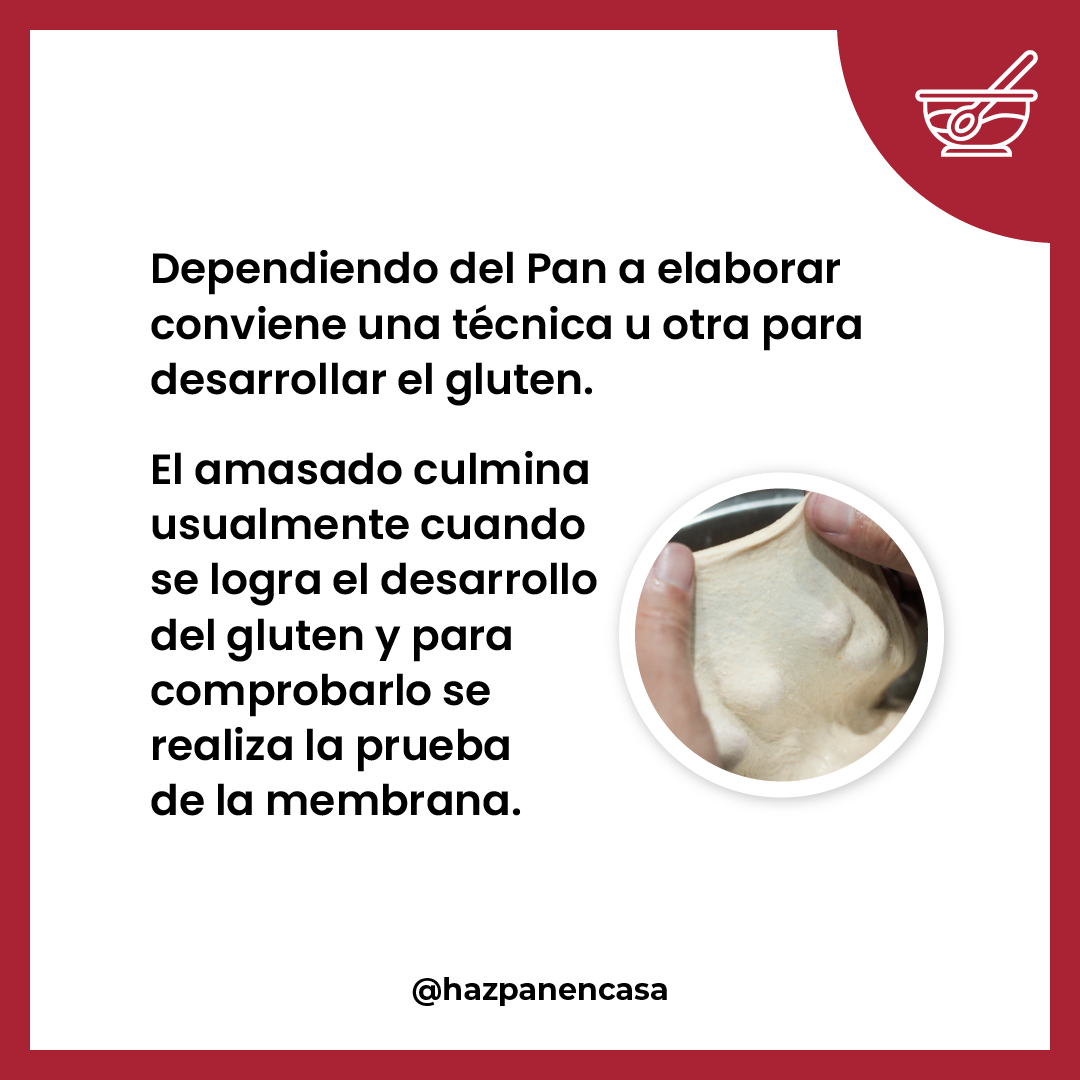 Dependiendo del Pan a elaborar
conviene una técnica u otra para
desarrollar el gluten.
El amasado culmina
usualmente cuando
se logra el desarrollo
del gluten y para
comprobarlo se
realiza la prueba
de la membrana.
@hazpanencasa